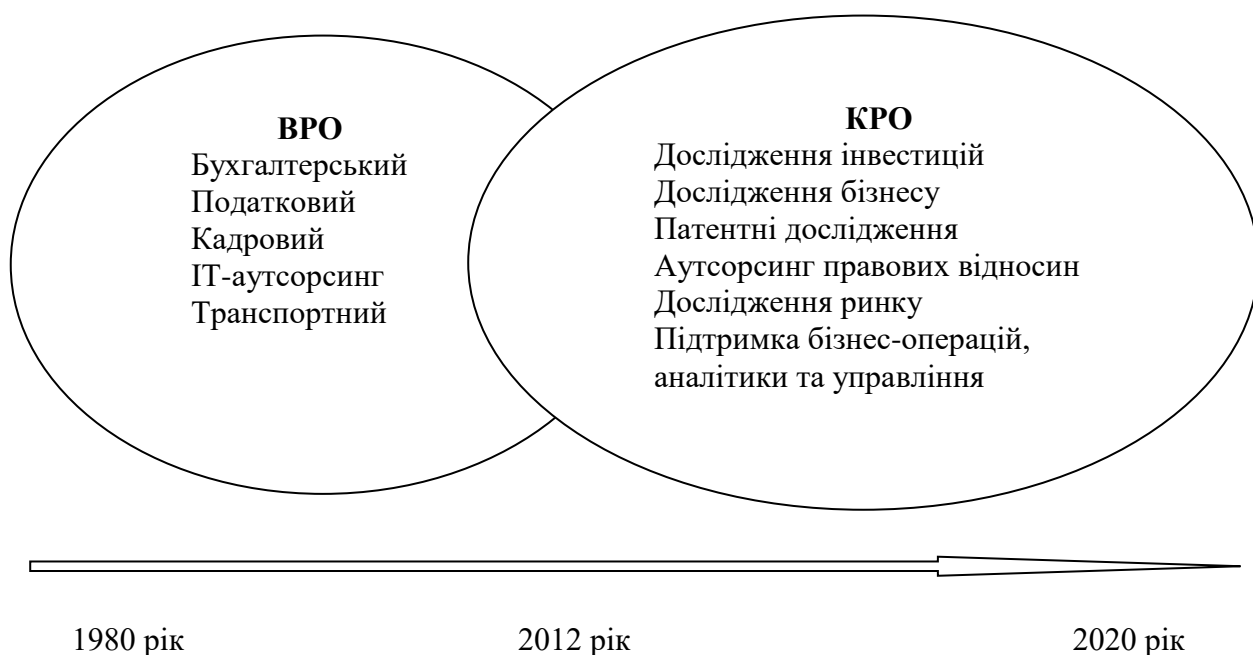 ВРО
Бухгалтерський
Податковий
Кадровий
ІТ-аутсорсинг
Транспортний
КРО
Дослідження інвестицій
Дослідження бізнесу
Патентні дослідження
Аутсорсинг правових відносин
Дослідження ринку
Підтримка бізнес-операцій,
аналітики та управління
1980 рік
2012 рік
2020 рік